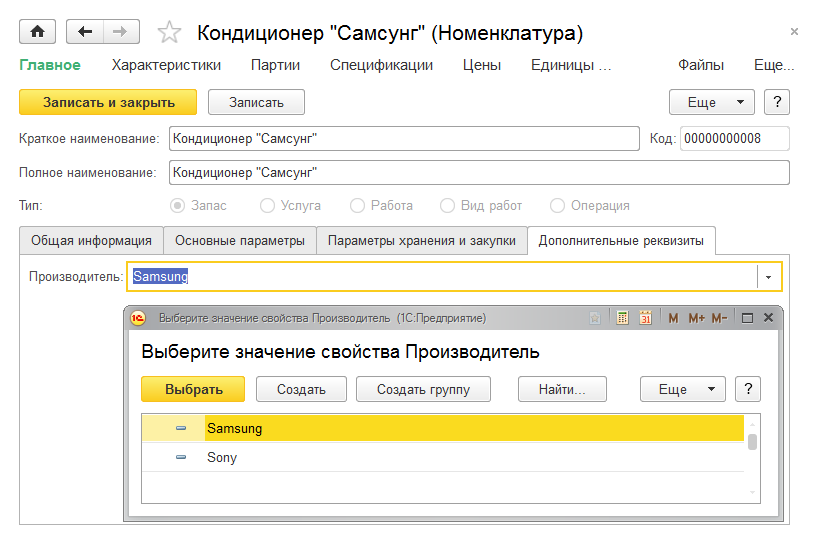 Кондиционер "Самсунг" (Номенклатура)
Главное Характеристики Партии Спецификации Цены Единицы ... Файлы Еще...
Записать и закрыть Записать Еще ?
Краткое наименование: Кондиционер "Самсунг" Код: 00000000008
Полное наименование: Кондиционер "Самсунг"
Тип: Запас Услуга Работа Вид работ Операция
Общая информация Основные параметры Параметры хранения и закупки Дополнительные реквизиты
Производитель: Samsung
1С Выберите значение свойства Производитель (1С:Предприятие) 31 M M+ M-
Выберите значение свойства Производитель
Выбрать Создать Создать группу Найти... Еще ?
Samsung
Sony